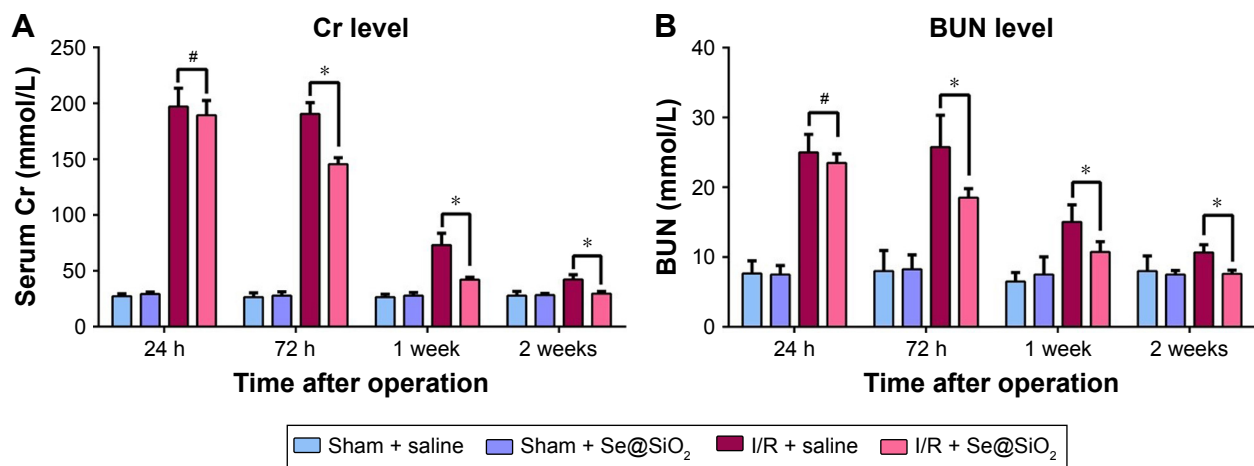 A
Cr level
Serum Cr (mmol/L)
250
200
150
100
50
0
#
*
*
*
24 h
72 h
1 week
2 weeks
Time after operation
B
BUN level
BUN (mmol/L)
40
30
20
10
0
#
*
*
*
24 h
72 h
1 week
2 weeks
Time after operation
Sham + saline
Sham + Se@SiO₂
I/R + saline
I/R + Se@SiO₂